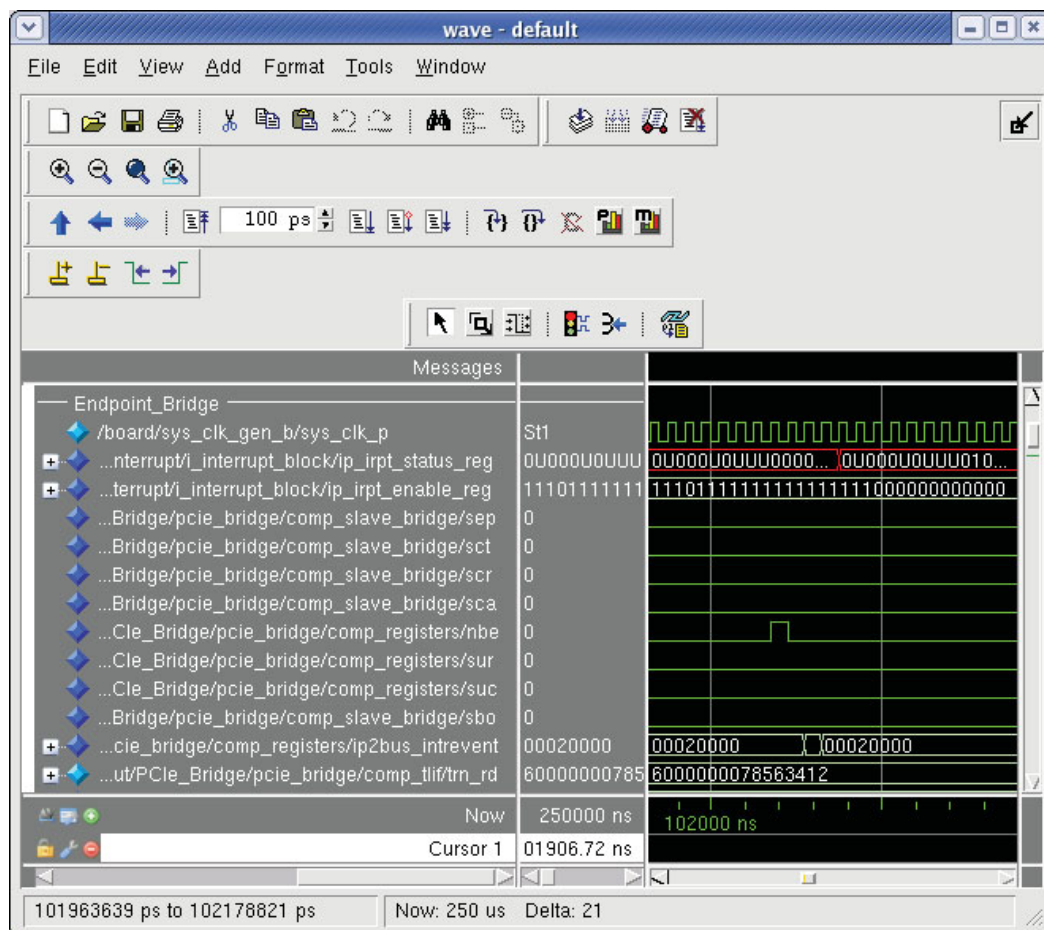 wave - default
File Edit View Add Format Tools Window
100 ps
Messages
Endpoint_Bridge
/board/sys_clk_gen_b/sys_clk_p St1
...nterrupt/i_interrupt_block/ip_irpt_status_reg 0U000U0UUU 0U000U0UUU0000... 0U000U0UUU010...
...terrupt/i_interrupt_block/ip_irpt_enable_reg 11101111111 11101111111111111111000000000000
...Bridge/pcie_bridge/comp_slave_bridge/sep 0
...Bridge/pcie_bridge/comp_slave_bridge/sct 0
...Bridge/pcie_bridge/comp_slave_bridge/scr 0
...Bridge/pcie_bridge/comp_slave_bridge/sca 0
...CIe_Bridge/pcie_bridge/comp_registers/nbe 0
...CIe_Bridge/pcie_bridge/comp_registers/sur 0
...CIe_Bridge/pcie_bridge/comp_registers/suc 0
...Bridge/pcie_bridge/comp_slave_bridge/sbo 0
...cie_bridge/comp_registers/ip2bus_intrevent 00020000 00020000 00020000
...ut/PCIe_Bridge/pcie_bridge/comp_tlif/trn_rd 60000000785 6000000078563412
Now 250000 ns 102000 ns
Cursor 1 01906.72 ns
101963639 ps to 102178821 ps Now: 250 us Delta: 21